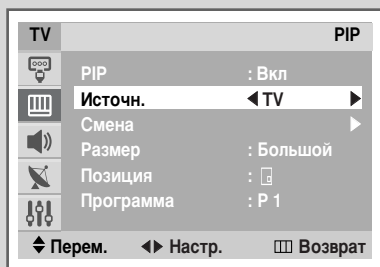 TV PIP
PIP : Вкл
Источн. ◀ TV ▶
Смена ▶
Размер : Большой
Позиция :
Программа : P 1
Перем. Настр. Возврат